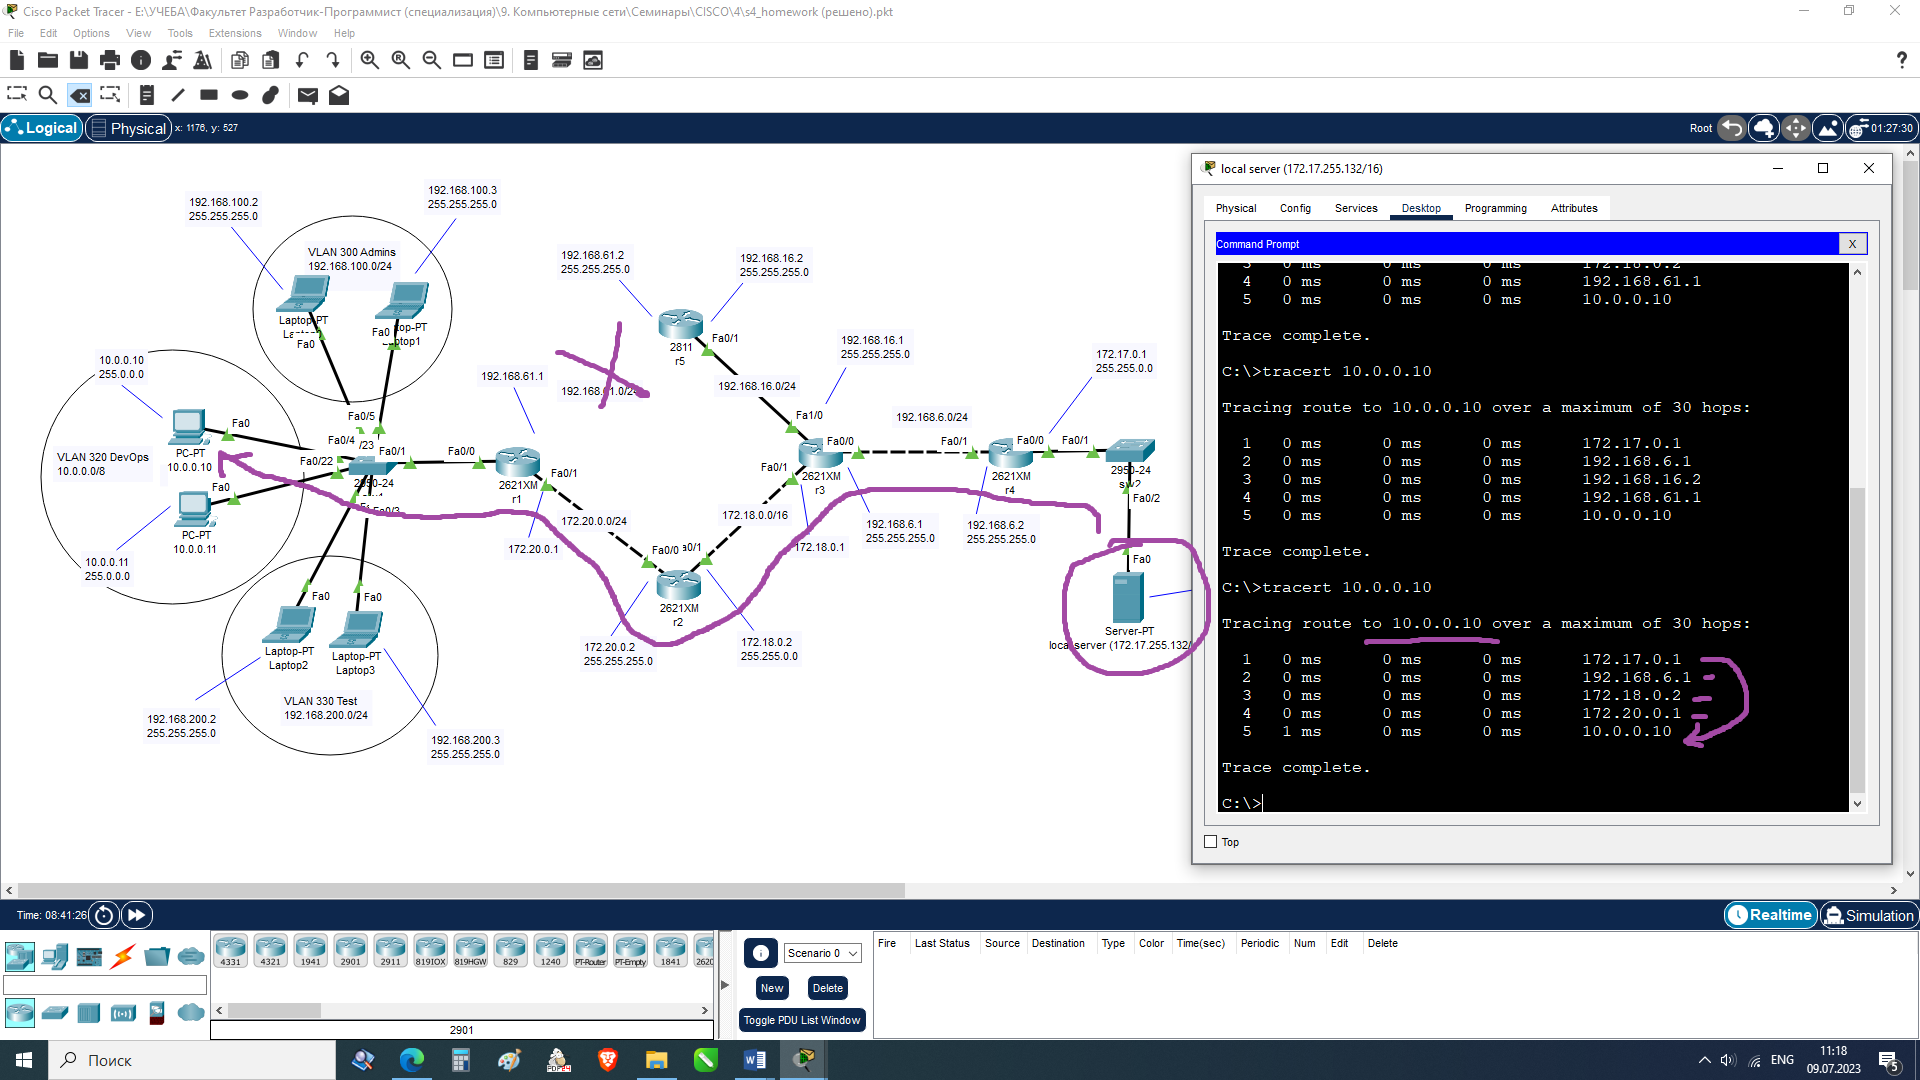 Cisco Packet Tracer - E:\УЧЕБА\Факультет Разработчик-Программист (специализация)\9. Компьютерные сети\Семинары\CISCO\4\s4_homework (решено).pkt
File Edit Options View Tools Extensions Window Help
Logical Physical x: 1176, y: 527
Root 01:27:30
192.168.100.2
255.255.255.0
192.168.100.3
255.255.255.0
VLAN 300 Admins
192.168.100.0/24
Laptop-PT
Fa0
Fa0
10.0.0.10
255.0.0.0
Fa0
PC-PT
10.0.0.10
VLAN 320 DevOps
10.0.0.0/8
Fa0
PC-PT
10.0.0.11
10.0.0.11
255.0.0.0
Fa0/5
Fa0/4
Fa0/1
Fa0/22
2950-24
Fa0/0
192.168.61.1
2621XM
r1
Fa0/1
172.20.0.1
172.20.0.0/24
Fa0
Fa0
Laptop-PT
Laptop2
Laptop-PT
Laptop3
VLAN 330 Test
192.168.200.0/24
192.168.200.2
255.255.255.0
192.168.200.3
255.255.255.0
192.168.61.2
255.255.255.0
192.168.16.2
255.255.255.0
2811
r5
Fa0/1
192.168.16.0/24
192.168.16.1
255.255.255.0
Fa1/0
Fa0/0
Fa0/1
2621XM
r3
172.18.0.0/16
172.18.0.1
Fa0/0
2621XM
r2
172.20.0.2
255.255.255.0
172.18.0.2
255.255.0.0
192.168.6.0/24
192.168.6.1
255.255.255.0
192.168.6.2
255.255.255.0
Fa0/1
Fa0/0
2621XM
r4
172.17.0.1
255.255.0.0
Fa0/1
2950-24
sw2
Fa0/2
Fa0
Server-PT
local server (172.17.255.132/
local server (172.17.255.132/16)
Physical Config Services Desktop Programming Attributes
Command Prompt X
3 0 ms 0 ms 0 ms 172.18.0.2
4 0 ms 0 ms 0 ms 192.168.61.1
5 0 ms 0 ms 0 ms 10.0.0.10
Trace complete.
C:\>tracert 10.0.0.10
Tracing route to 10.0.0.10 over a maximum of 30 hops:
1 0 ms 0 ms 0 ms 172.17.0.1
2 0 ms 0 ms 0 ms 192.168.6.1
3 0 ms 0 ms 0 ms 192.168.16.2
4 0 ms 0 ms 0 ms 192.168.61.1
5 0 ms 0 ms 0 ms 10.0.0.10
Trace complete.
C:\>tracert 10.0.0.10
Tracing route to 10.0.0.10 over a maximum of 30 hops:
1 0 ms 0 ms 0 ms 172.17.0.1
2 0 ms 0 ms 0 ms 192.168.6.1
3 0 ms 0 ms 0 ms 172.18.0.2
4 0 ms 0 ms 0 ms 172.20.0.1
5 1 ms 0 ms 0 ms 10.0.0.10
Trace complete.
C:\>
Top
Time: 08:41:26
Realtime Simulation
4331 4321 1941 2901 2911 819IOX 819HGW 829 1240 PT-Router PT-Empty 1841
2901
Scenario 0
New Delete
Toggle PDU List Window
Fire Last Status Source Destination Type Color Time(sec) Periodic Num Edit Delete
Поиск
ENG
11:18
09.07.2023
5